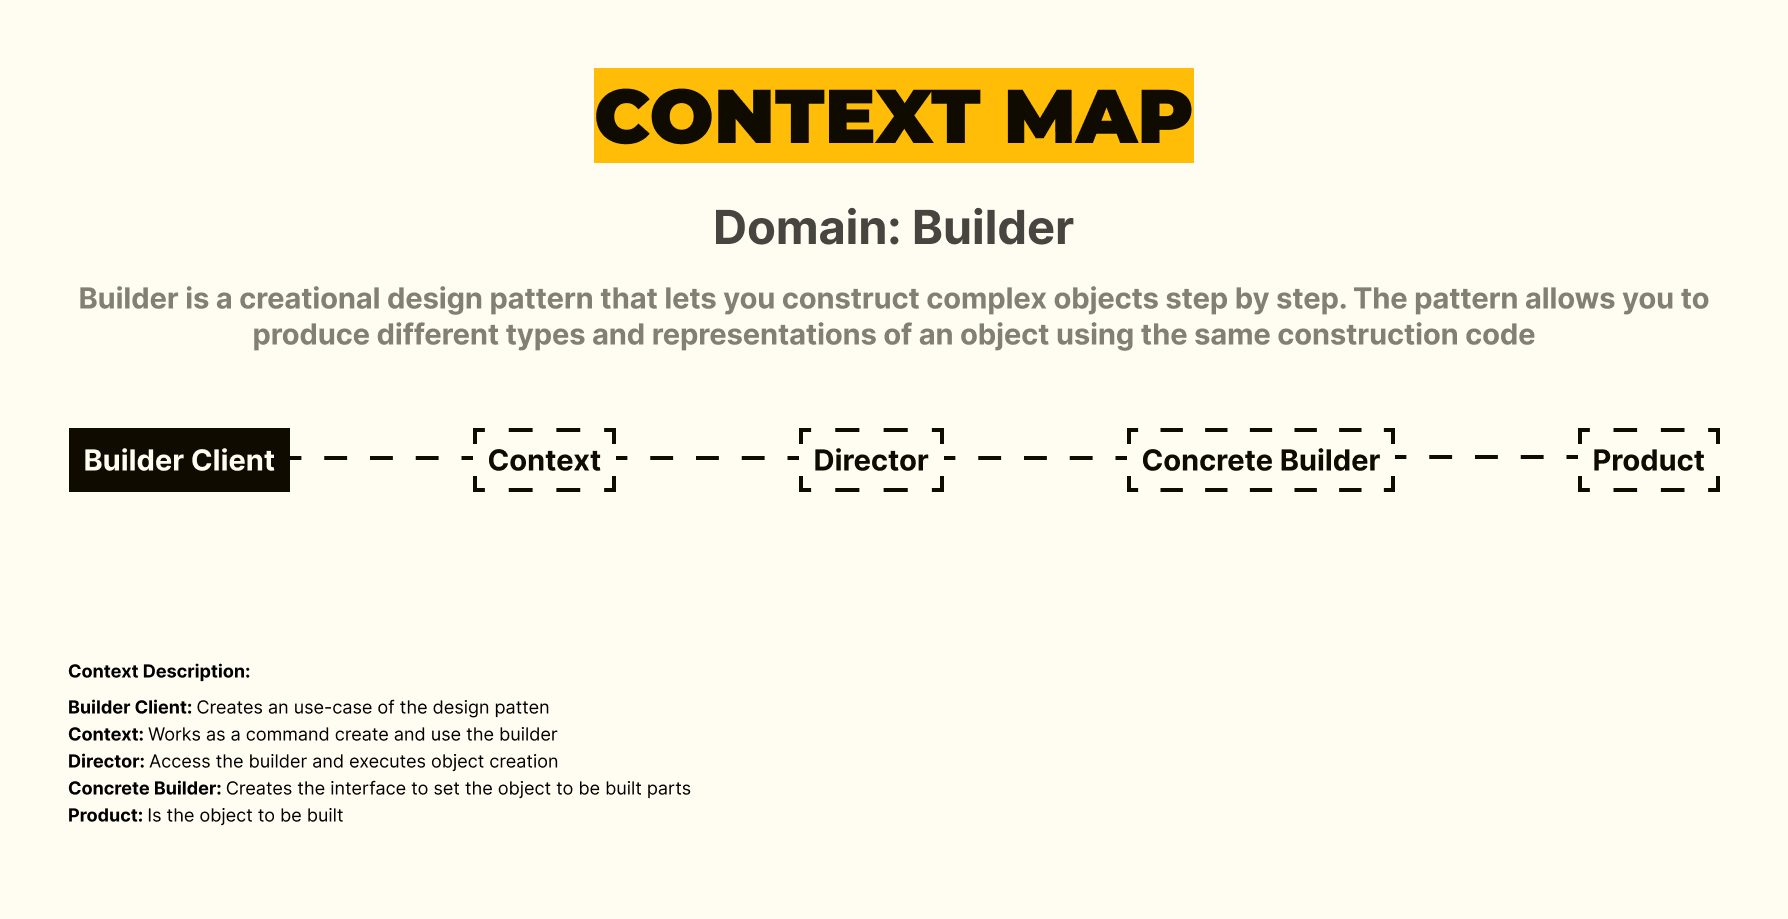 CONTEXT MAP
Domain: Builder
Builder is a creational design pattern that lets you construct complex objects step by step. The pattern allows you to
produce different types and representations of an object using the same construction code
Builder Client
Context
Director
Concrete Builder
Product
Context Description:
Builder Client: Creates an use-case of the design patten
Context: Works as a command create and use the builder
Director: Access the builder and executes object creation
Concrete Builder: Creates the interface to set the object to be built parts
Product: Is the object to be built